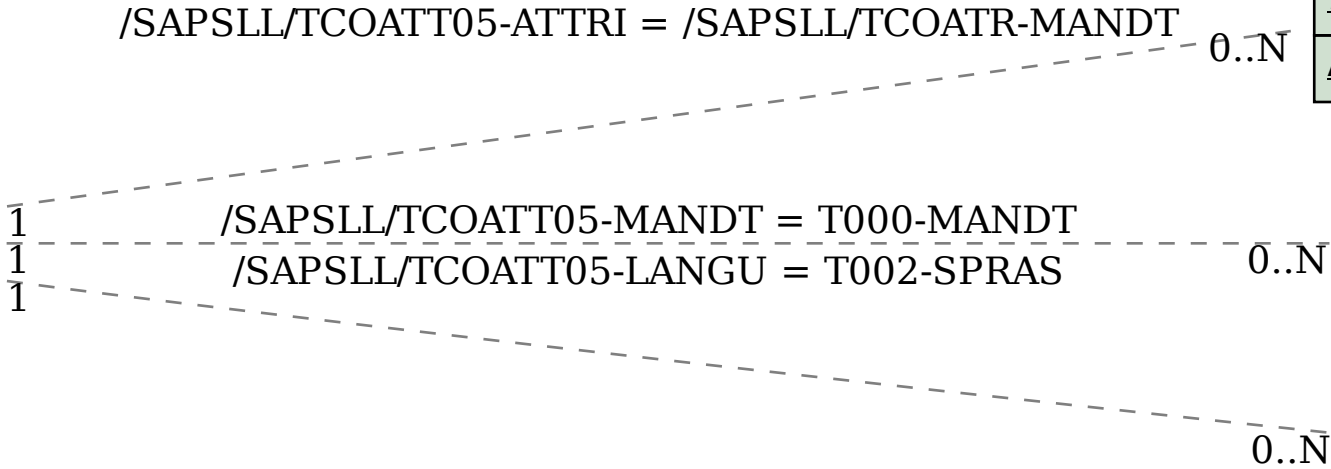 /SAPSLL/TCOATT05-ATTRI = /SAPSLL/TCOATR-MANDT
0..N
1
/SAPSLL/TCOATT05-MANDT = T000-MANDT
1
0..N
/SAPSLL/TCOATT05-LANGU = T002-SPRAS
1
0..N